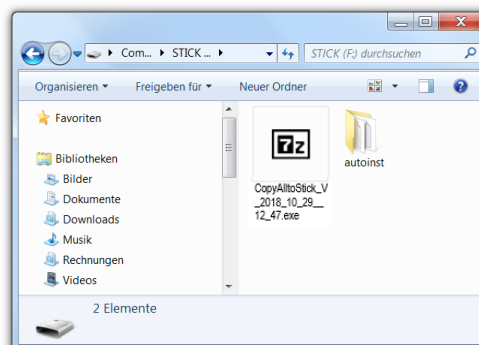 Com... STICK ... STICK (F:) durchsuchen
Organisieren Freigeben für Neuer Ordner
Favoriten
Bibliotheken
Bilder
Dokumente
Downloads
Musik
Rechnungen
Videos
7z
CopyAlltoStick_V
_2018_10_29__
12_47.exe
autoinst
2 Elemente